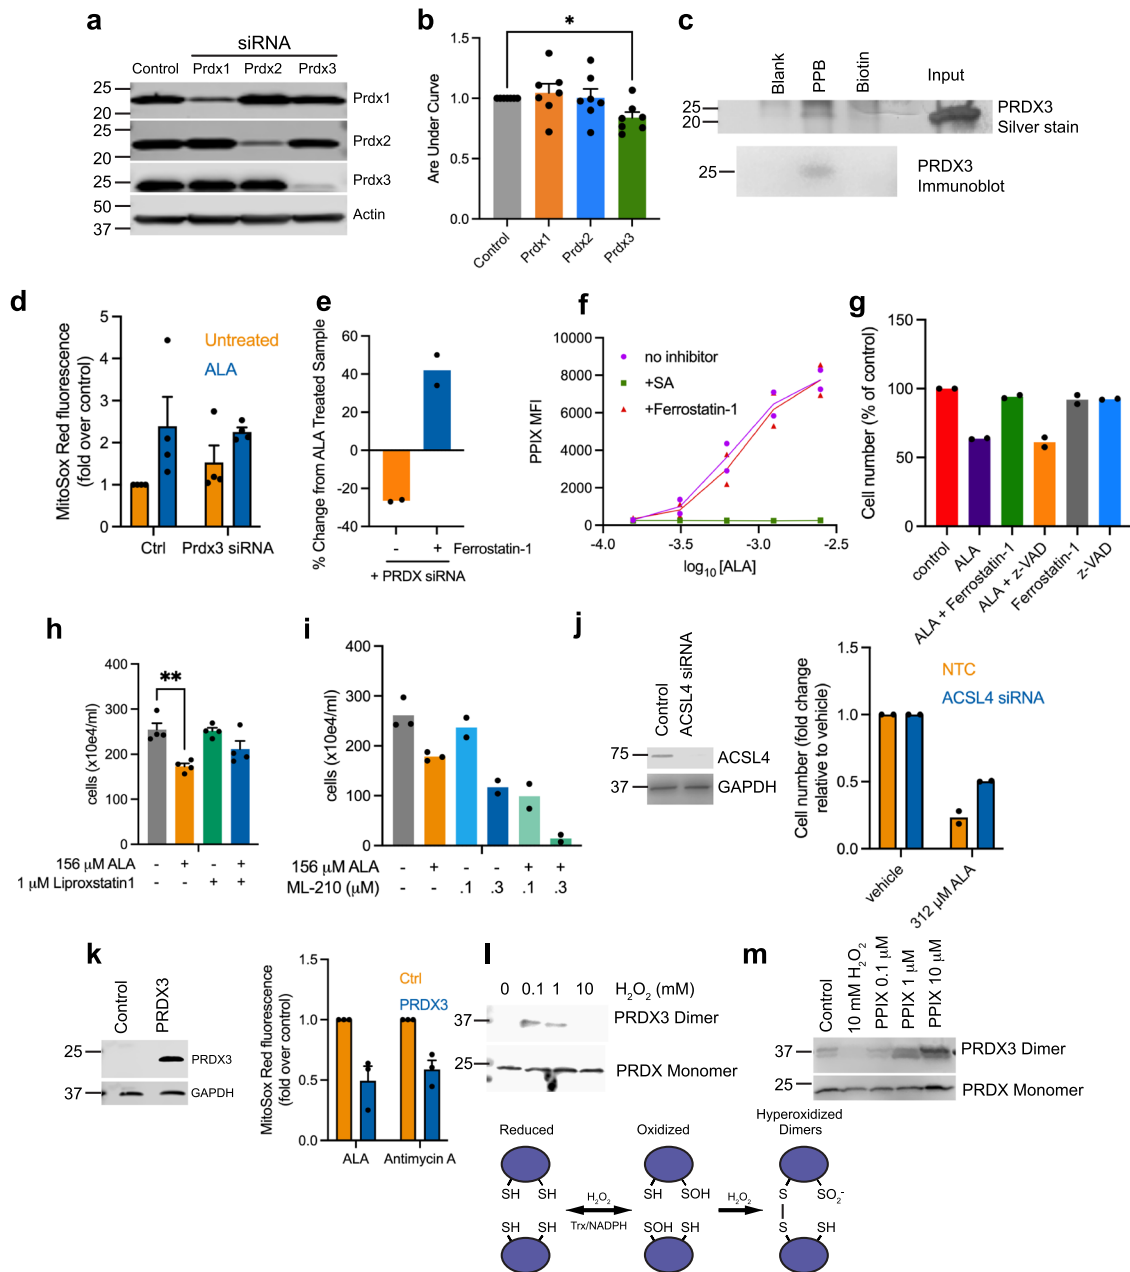 a
siRNA
Control Prdx1 Prdx2 Prdx3
25
20
Prdx1
25
20
Prdx2
25
Prdx3
50
37
Actin
b
*
Are Under Curve
1.5
1.0
0.5
0.0
Control
Prdx1
Prdx2
Prdx3
c
Blank
PPB
Biotin
Input
25
20
PRDX3
Silver stain
25
PRDX3
Immunoblot
d
MitoSox Red fluorescence
(fold over control)
5
4
3
2
1
0
Untreated
ALA
Ctrl
Prdx3 siRNA
e
% Change from ALA Treated Sample
60
40
20
0
-20
-40
- + Ferrostatin-1
+ PRDX siRNA
f
PPIX MFI
10000
8000
6000
4000
2000
0
no inhibitor
+SA
+Ferrostatin-1
-4.0 -3.5 -3.0 -2.5 -2.0
log10 [ALA]
g
Cell number (% of control)
150
100
50
0
control
ALA
ALA + Ferrostatin-1
ALA + z-VAD
Ferrostatin-1
z-VAD
h
cells (x10e4/ml)
400
300
200
100
0
**
156 µM ALA - + - +
1 µM Liproxstatin1 - - + +
i
cells (x10e4/ml)
400
300
200
100
0
156 µM ALA - + - - + +
ML-210 (µM) - - .1 .3 .1 .3
j
Control
ACSL4 siRNA
75
ACSL4
37
GAPDH
Cell number (fold change
relative to vehicle)
1.5
1.0
0.5
0.0
NTC
ACSL4 siRNA
vehicle
312 µM ALA
k
Control
PRDX3
25
PRDX3
37
GAPDH
MitoSox Red fluorescence
(fold over control)
1.5
1.0
0.5
0.0
Ctrl
PRDX3
ALA
Antimycin A
l
0 0.1 1 10 H2O2 (mM)
37
PRDX3 Dimer
25
PRDX Monomer
m
Control
10 mM H2O2
PPIX 0.1 µM
PPIX 1 µM
PPIX 10 µM
37
PRDX3 Dimer
25
PRDX Monomer
Reduced
Oxidized
Hyperoxidized
Dimers
SH SH
SH SOH
S SO2-
H2O2
Trx/NADPH
H2O2
SH SH
SOH SH
S SH